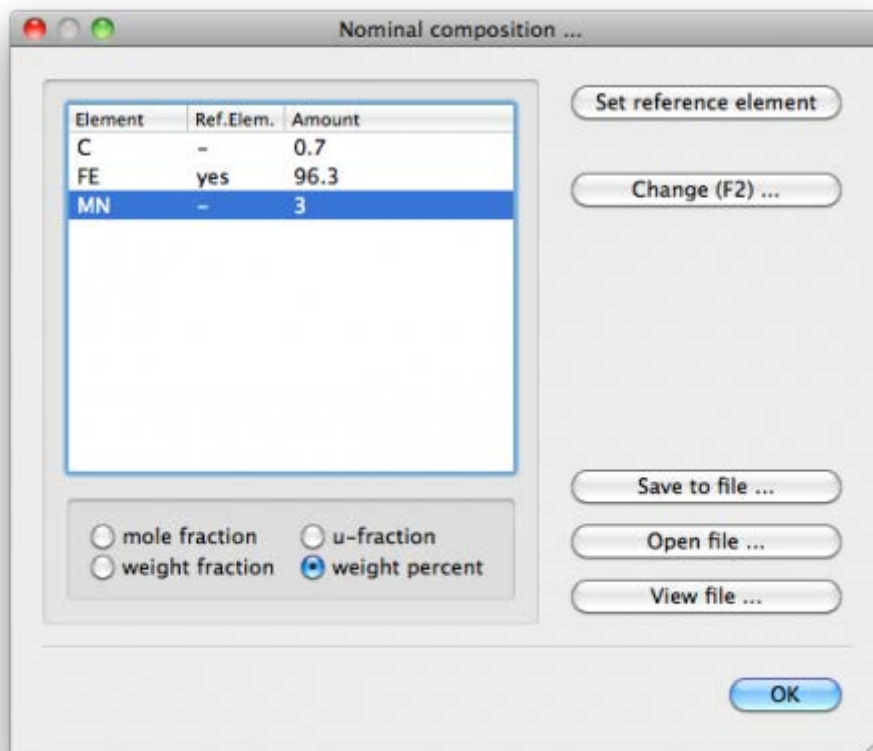 Nominal composition ...
Element Ref.Elem. Amount
C - 0.7
FE yes 96.3
MN - 3
mole fraction u-fraction
weight fraction weight percent
Set reference element
Change (F2) ...
Save to file ...
Open file ...
View file ...
OK